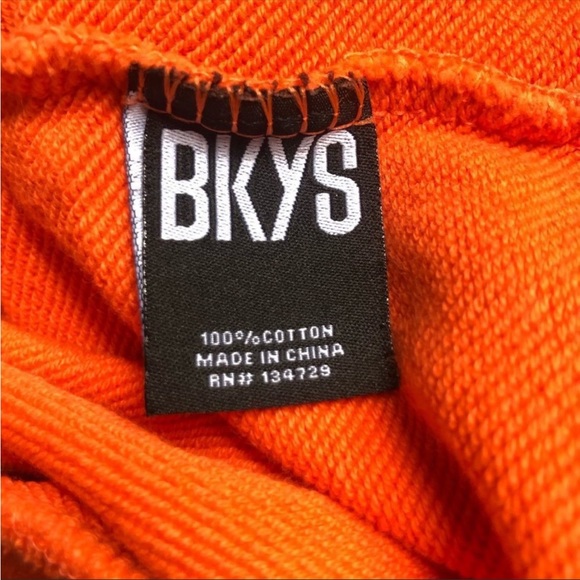 BKYS
100%COTTON
MADE IN CHINA
RN# 134729